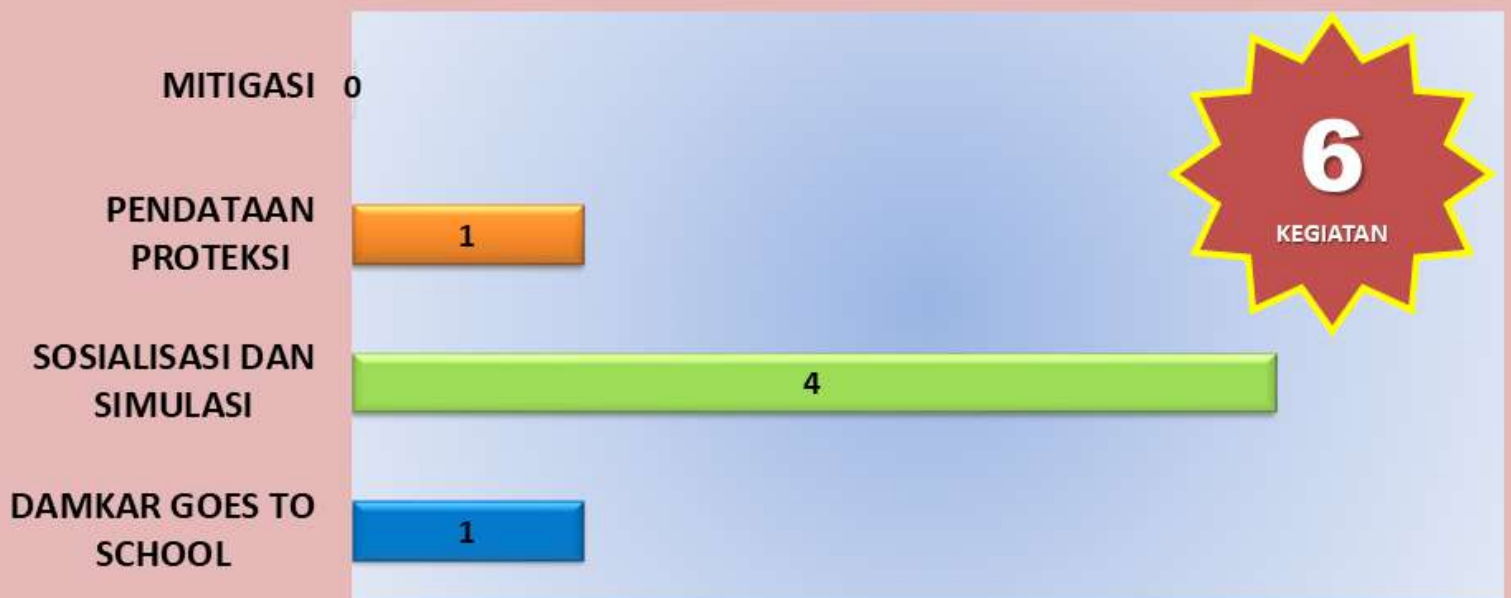 MITIGASI 0
PENDATAAN
PROTEKSI
1
SOSIALISASI DAN
SIMULASI
4
DAMKAR GOES TO
SCHOOL
1
6
KEGIATAN